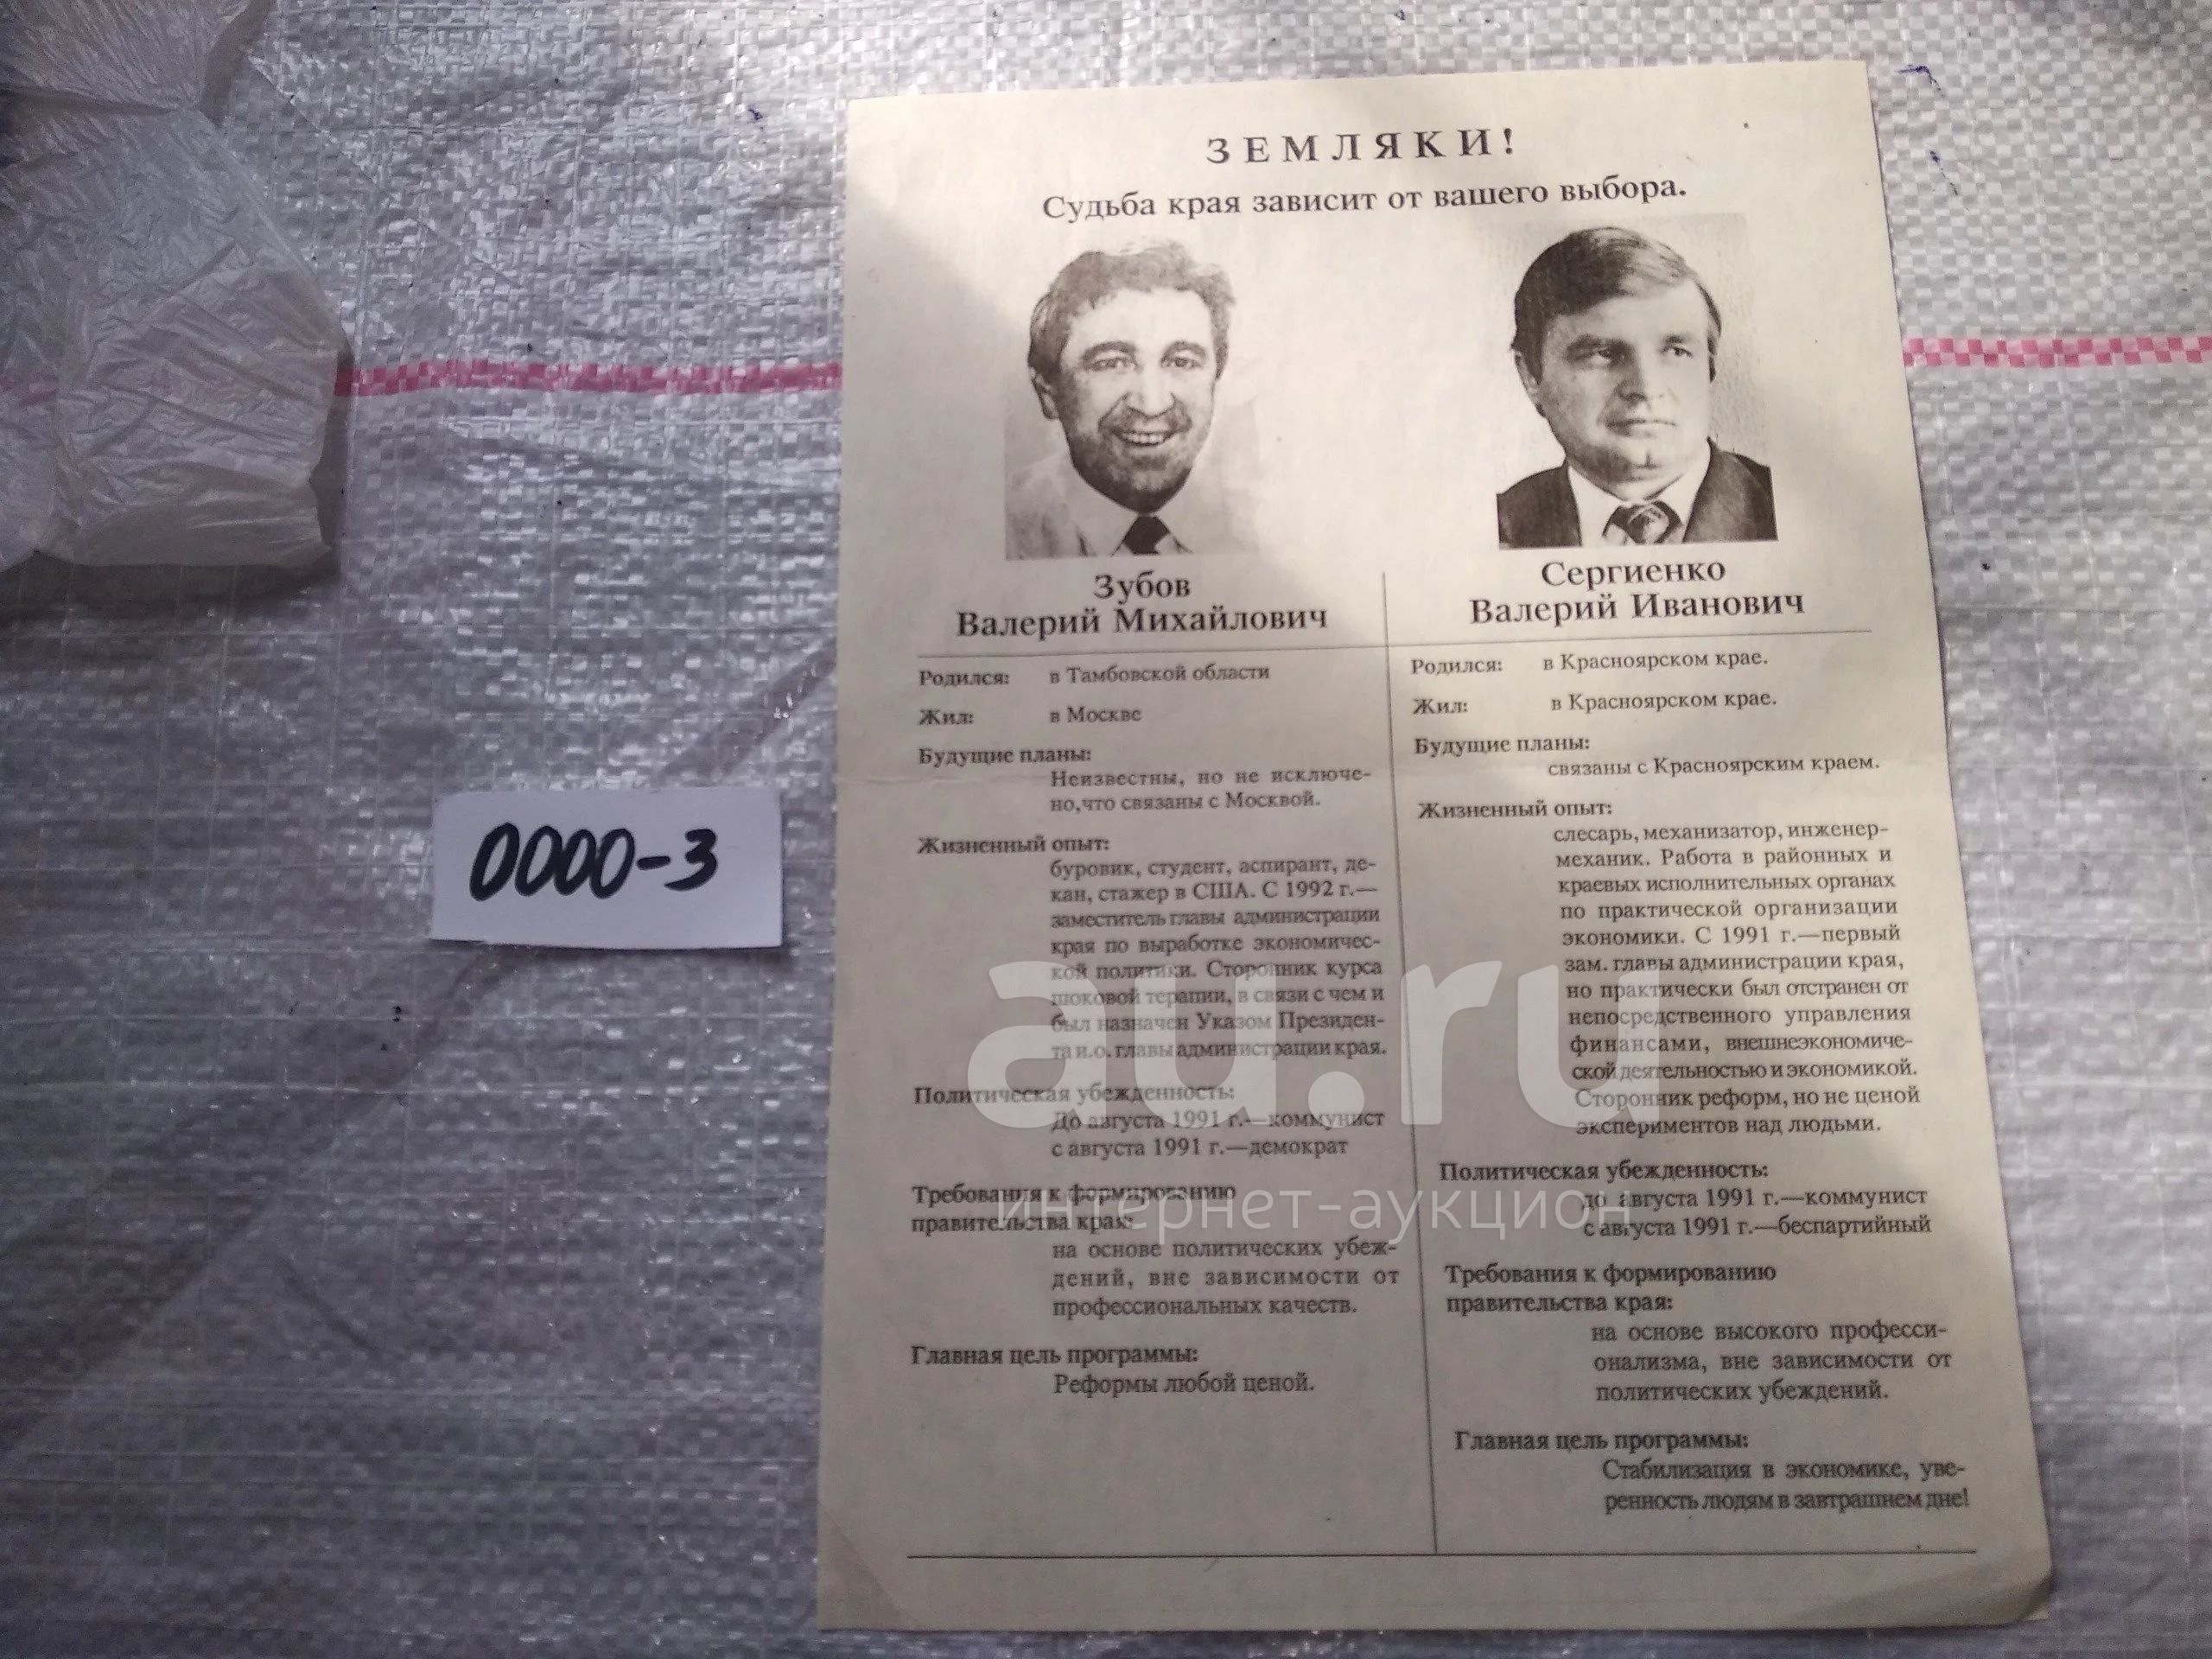 ЗЕМЛЯКИ!
Судьба края зависит от вашего выбора.
Зубов
Валерий Михайлович
Родился: в Тамбовской области
Жил: в Москве
Будущие планы:
Неизвестны, но не исключе-
но,что связаны с Москвой.
Жизненный опыт:
буровик, студент, аспирант, де-
кан, стажер в США. С 1992 г.—
заместитель главы администрации
края по выработке экономичес-
кой политики. Сторонник курса
шоковой терапии, в связи с чем и
был назначен Указом Президен-
та и.о. главы администрации края.
Политическая убежденность:
До августа 1991 г.—коммунист
с августа 1991 г.—демократ
Требования к формированию
правительства края:
на основе политических убеж-
дений, вне зависимости от
профессиональных качеств.
Главная цель программы:
Реформы любой ценой.
Сергиенко
Валерий Иванович
Родился: в Красноярском крае.
Жил: в Красноярском крае.
Будущие планы:
связаны с Красноярским краем.
Жизненный опыт:
слесарь, механизатор, инженер-
механик. Работа в районных и
краевых исполнительных органах
по практической организации
экономики. С 1991 г.—первый
зам. главы администрации края,
но практически был отстранен от
непосредственного управления
финансами, внешнеэкономиче-
ской деятельностью и экономикой.
Сторонник реформ, но не ценой
экспериментов над людьми.
Политическая убежденность:
до августа 1991 г.—коммунист
с августа 1991 г.—беспартийный
Требования к формированию
правительства края:
на основе высокого професси-
онализма, вне зависимости от
политических убеждений.
Главная цель программы:
Стабилизация в экономике, уве-
ренность людям в завтрашнем дне!
0000-3
au.ru
интернет-аукцион